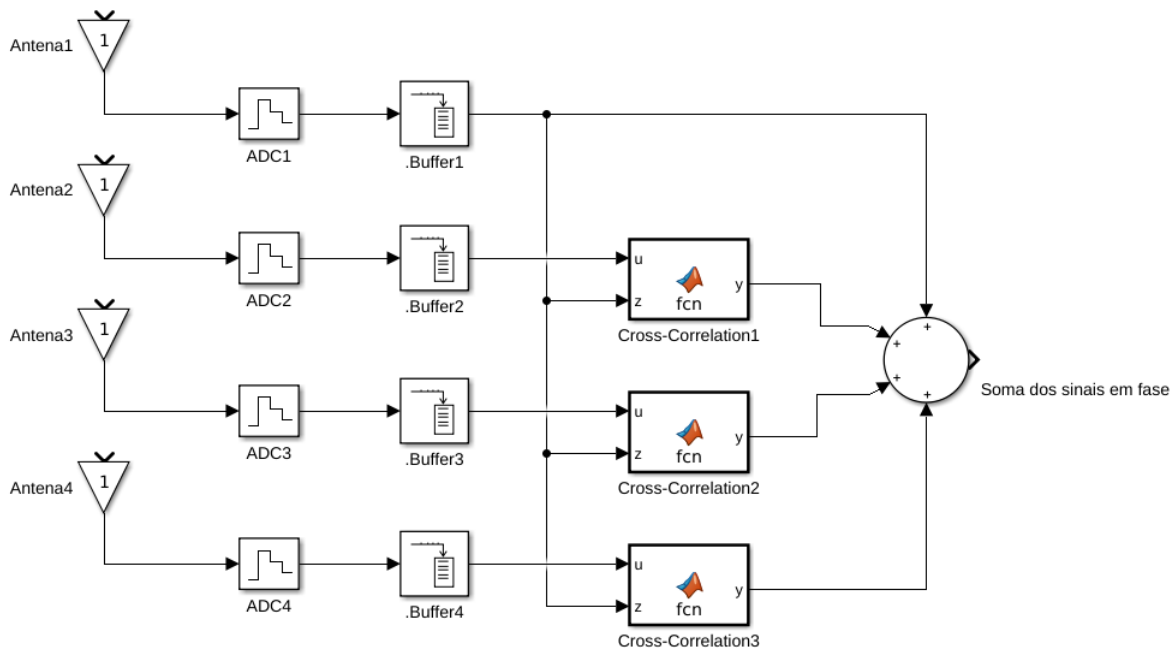 Antena1
1
ADC1
.Buffer1
Antena2
1
ADC2
.Buffer2
u
z
fcn
y
Cross-Correlation1
Antena3
1
ADC3
.Buffer3
u
z
fcn
y
Cross-Correlation2
+
+
+
+
Soma dos sinais em fase
Antena4
1
ADC4
.Buffer4
u
z
fcn
y
Cross-Correlation3